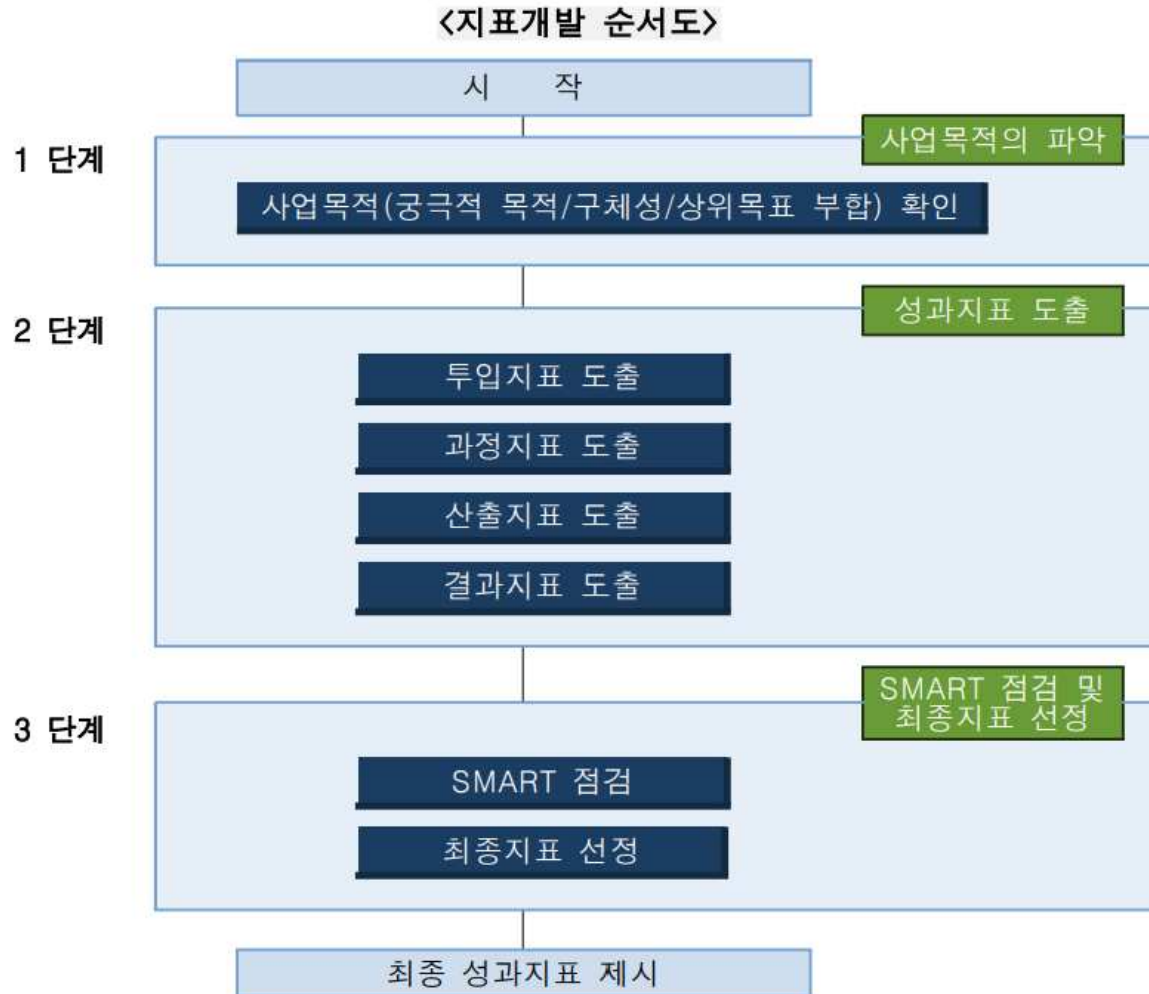 <지표개발 순서도>
시 작
1 단계
사업목적의 파악
사업목적(궁극적 목적/구체성/상위목표 부합) 확인
2 단계
성과지표 도출
투입지표 도출
과정지표 도출
산출지표 도출
결과지표 도출
3 단계
SMART 점검 및
최종지표 선정
SMART 점검
최종지표 선정
최종 성과지표 제시